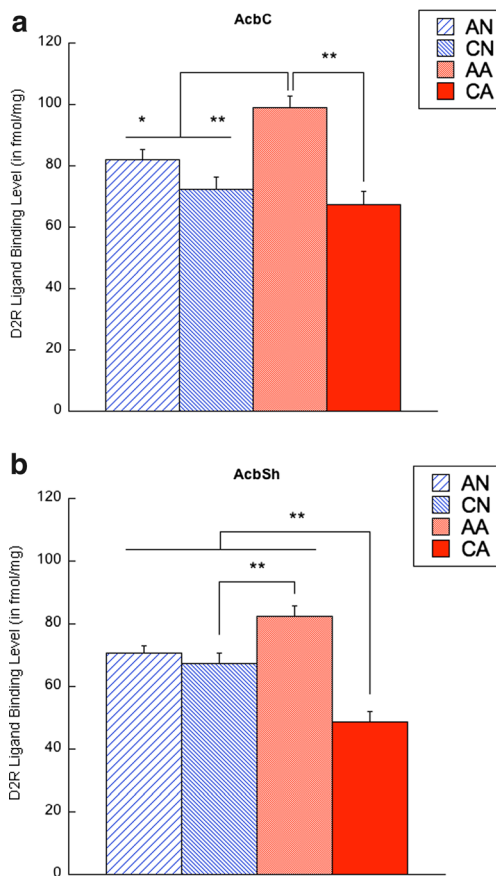 a
AcbC
AN
CN
AA
CA
D2R Ligand Binding Level (in fmol/mg)
120
100
80
60
40
20
0
*
**
**
b
AcbSh
AN
CN
AA
CA
D2R Ligand Binding Level (in fmol/mg)
120
100
80
60
40
20
0
**
**